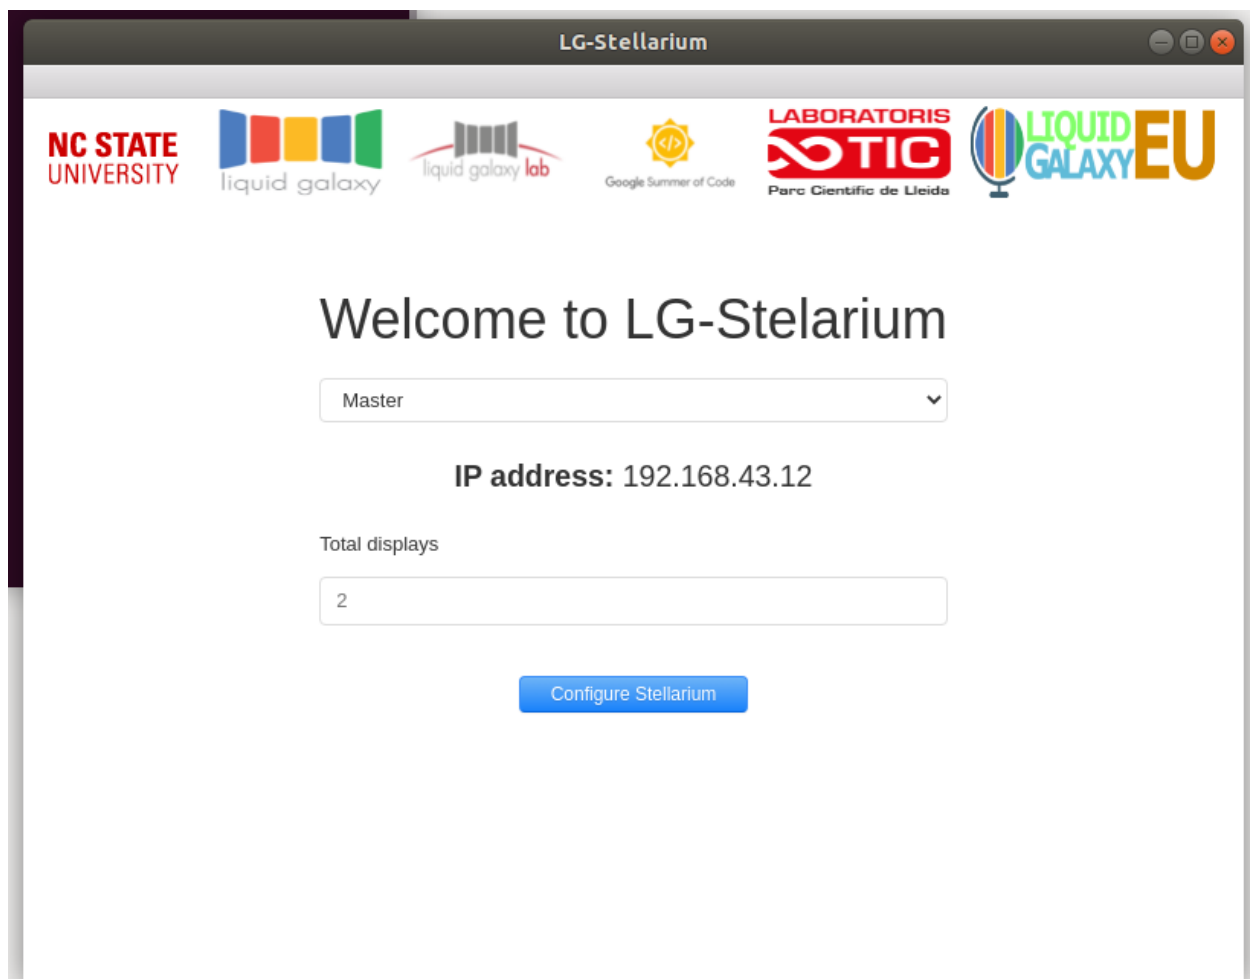 LG-Stellarium
NC STATE
UNIVERSITY
liquid galaxy
liquid galaxy lab
Google Summer of Code
LABORATORIS
TIC
Parc Científic de Lleida
LIQUID
GALAXY
EU
Welcome to LG-Stelarium
Master
IP address: 192.168.43.12
Total displays
2
Configure Stellarium